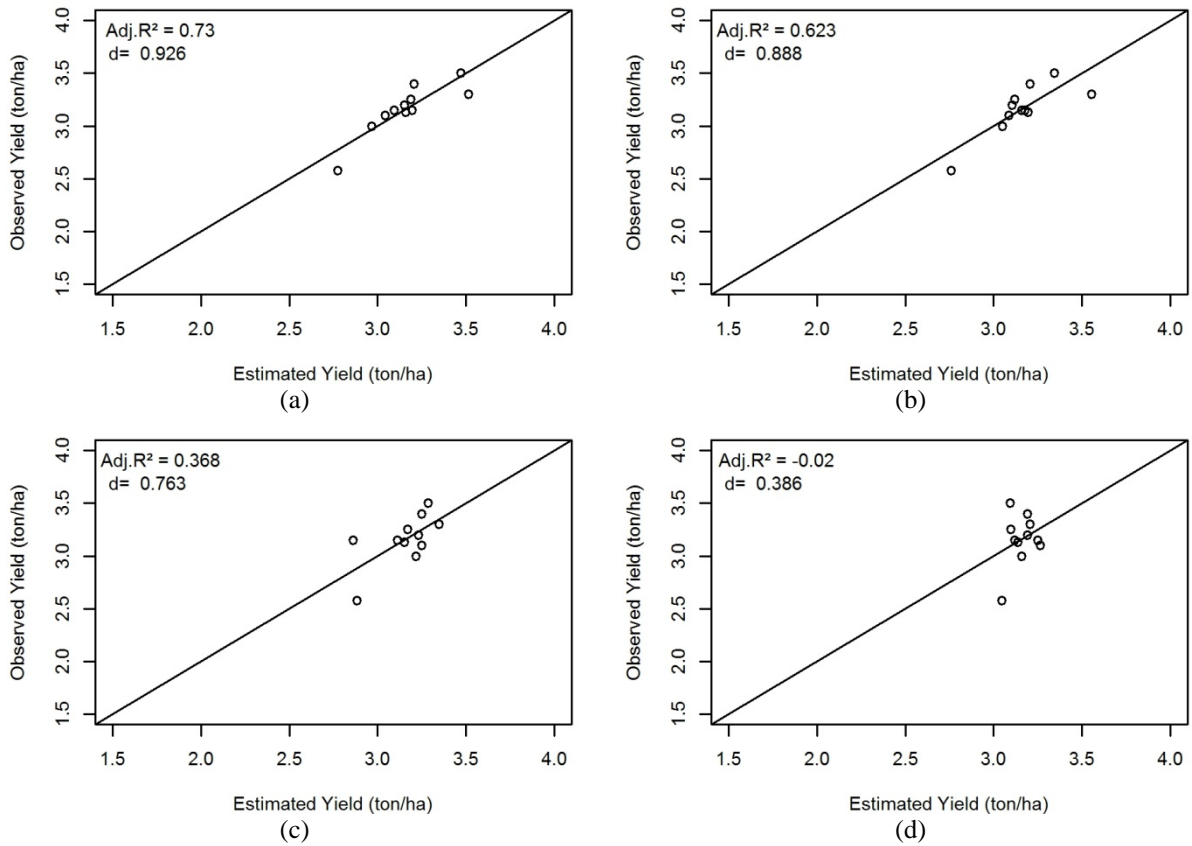 Adj.R² = 0.73
d= 0.926
Observed Yield (ton/ha)
4.0
3.5
3.0
2.5
2.0
1.5
1.5 2.0 2.5 3.0 3.5 4.0
Estimated Yield (ton/ha)
(a)
Adj.R² = 0.623
d= 0.888
Observed Yield (ton/ha)
4.0
3.5
3.0
2.5
2.0
1.5
1.5 2.0 2.5 3.0 3.5 4.0
Estimated Yield (ton/ha)
(b)
Adj.R² = 0.368
d= 0.763
Observed Yield (ton/ha)
4.0
3.5
3.0
2.5
2.0
1.5
1.5 2.0 2.5 3.0 3.5 4.0
Estimated Yield (ton/ha)
(c)
Adj.R² = -0.02
d= 0.386
Observed Yield (ton/ha)
4.0
3.5
3.0
2.5
2.0
1.5
1.5 2.0 2.5 3.0 3.5 4.0
Estimated Yield (ton/ha)
(d)